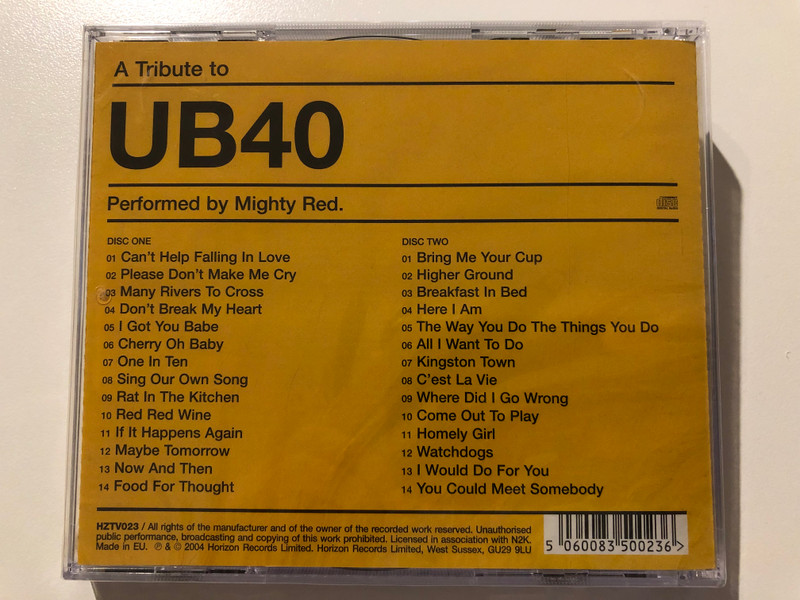 A Tribute to
UB40
Performed by Mighty Red.
DISC ONE
01 Can't Help Falling In Love
02 Please Don't Make Me Cry
03 Many Rivers To Cross
04 Don't Break My Heart
05 I Got You Babe
06 Cherry Oh Baby
07 One In Ten
08 Sing Our Own Song
09 Rat In The Kitchen
10 Red Red Wine
11 If It Happens Again
12 Maybe Tomorrow
13 Now And Then
14 Food For Thought
DISC TWO
01 Bring Me Your Cup
02 Higher Ground
03 Breakfast In Bed
04 Here I Am
05 The Way You Do The Things You Do
06 All I Want To Do
07 Kingston Town
08 C'est La Vie
09 Where Did I Go Wrong
10 Come Out To Play
11 Homely Girl
12 Watchdogs
13 I Would Do For You
14 You Could Meet Somebody
HZTV023 / All rights of the manufacturer and of the owner of the recorded work reserved. Unauthorised
public performance, broadcasting and copying of this work prohibited. Licensed in association with N2K.
Made in EU. ℗ & © 2004 Horizon Records Limited. Horizon Records Limited, West Sussex, GU29 9LU
5 060083 500236 >